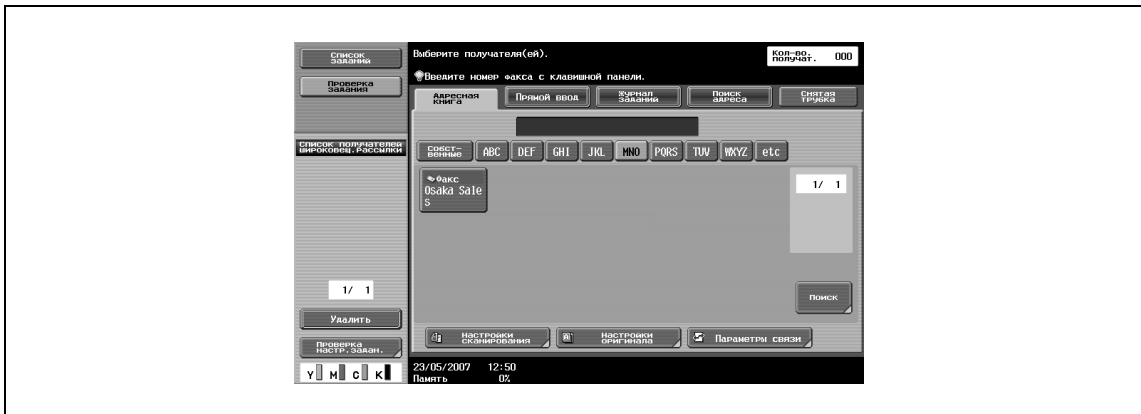 Список
заданий
Проверка
задания
Список получателей
широковещ.рассылки
1/ 1
Удалить
Проверка
настр.задан.
Y M C K
Выберите получателя(ей).
Кол-во.
получат. 000
Введите номер факса с клавишной панели.
Адресная
книга
Прямой ввод
Журнал
заданий
Поиск
адреса
Снятая
трубка
Собст-
венные
ABC DEF GHI JKL MNO PQRS TUV WXYZ etc
Факс
Osaka Sale
s
1/ 1
Поиск
Настройки
сканирования
Настройки
оригинала
Параметры связи
23/05/2007 12:50
Память 0%